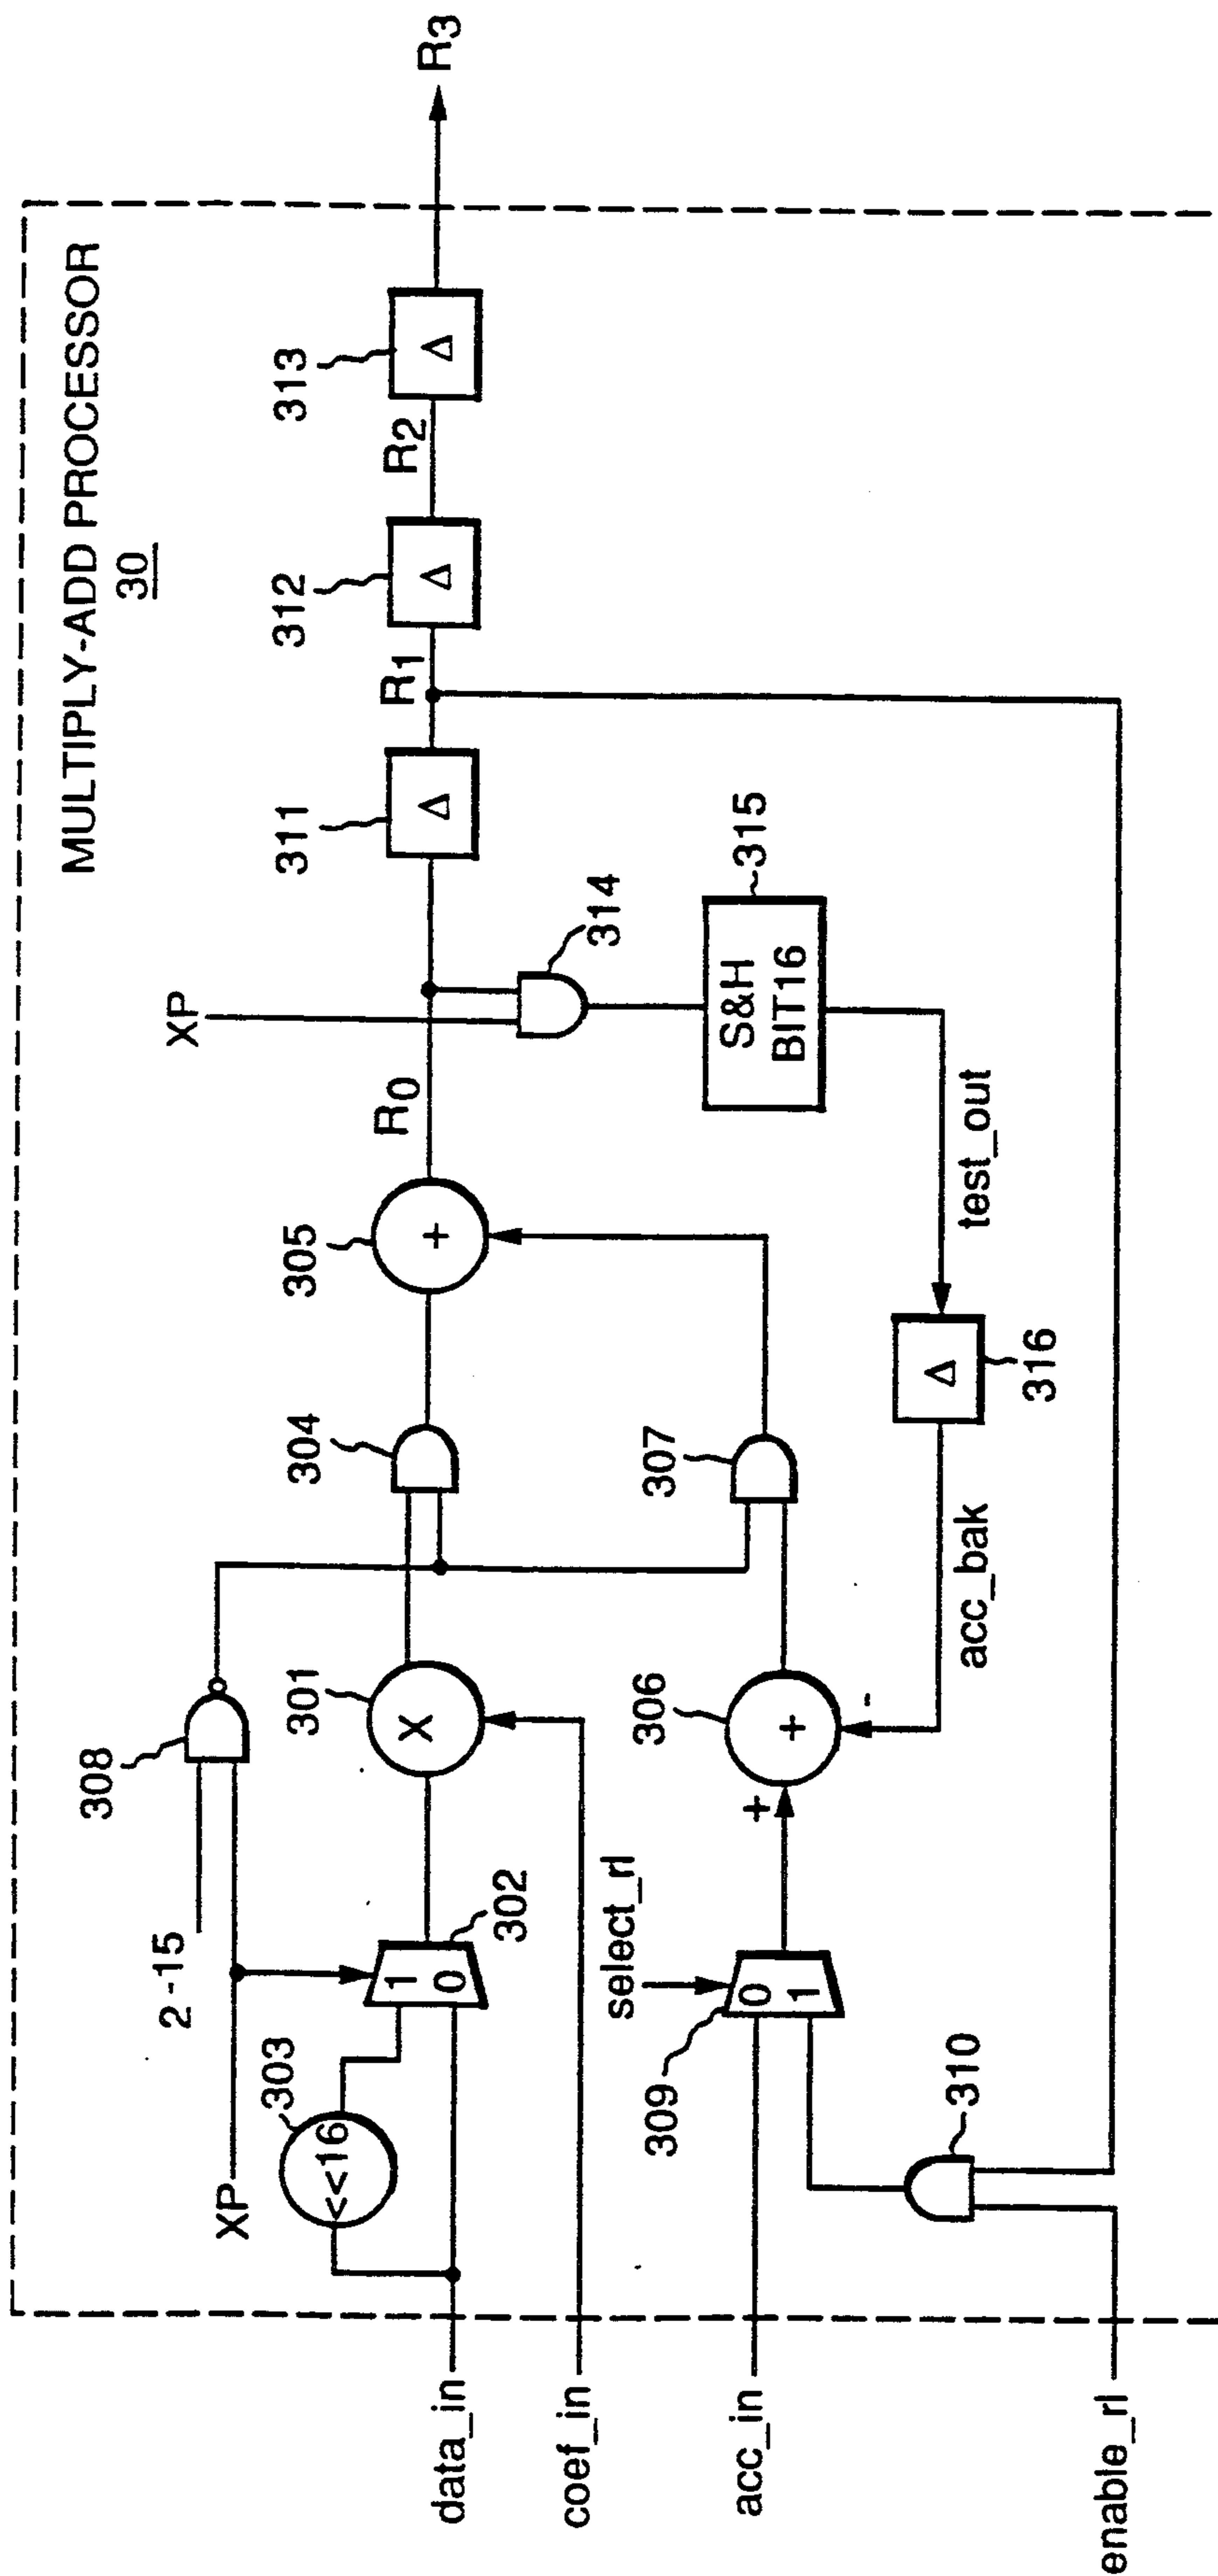 MULTIPLY-ADD PROCESSOR
30
308
2-15
XP
303
<<16
1
0
302
301
X
304
305
+
R0
XP
314
311
Δ
R1
312
Δ
R2
313
Δ
R3
315
S&H
BIT16
test_out
316
Δ
acc_bak
307
306
+
+
-
select_rl
309
0
1
310
data_in
coef_in
acc_in
enable_rl